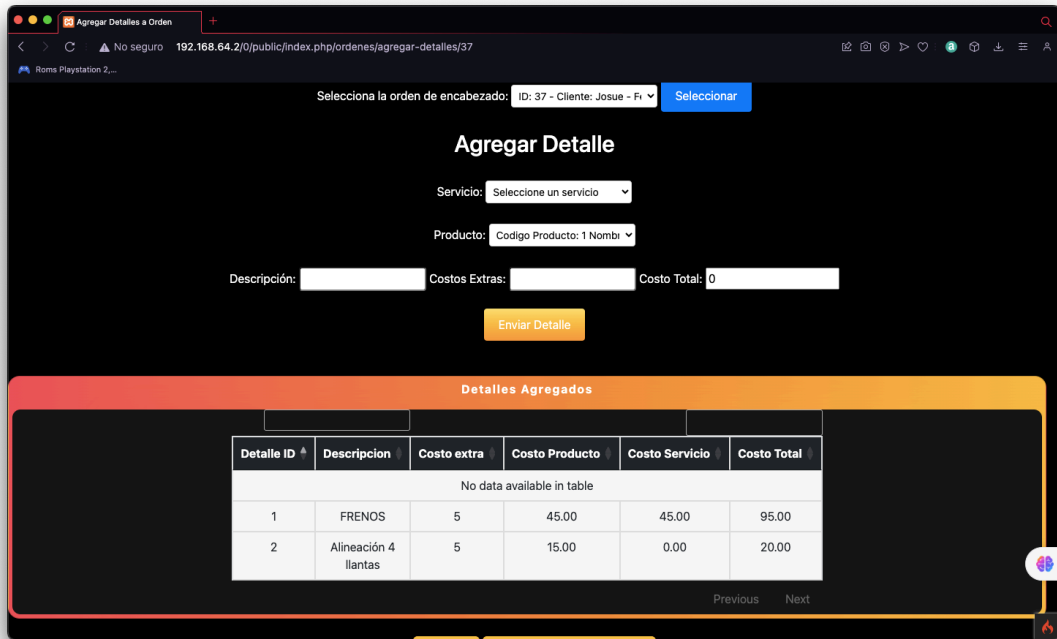 Agregar Detalles a Orden
No seguro 192.168.64.2/0/public/index.php/ordenes/agregar-detalles/37
Roms Playstation 2,...
Selecciona la orden de encabezado: ID: 37 - Cliente: Josue - Fe Seleccionar
Agregar Detalle
Servicio: Seleccione un servicio
Producto: Codigo Producto: 1 Nombr
Descripción: Costos Extras: Costo Total: 0
Enviar Detalle
Detalles Agregados
Detalle ID Descripcion Costo extra Costo Producto Costo Servicio Costo Total
No data available in table
1 FRENOS 5 45.00 45.00 95.00
2 Alineación 4 5 15.00 0.00 20.00
llantas
Previous Next